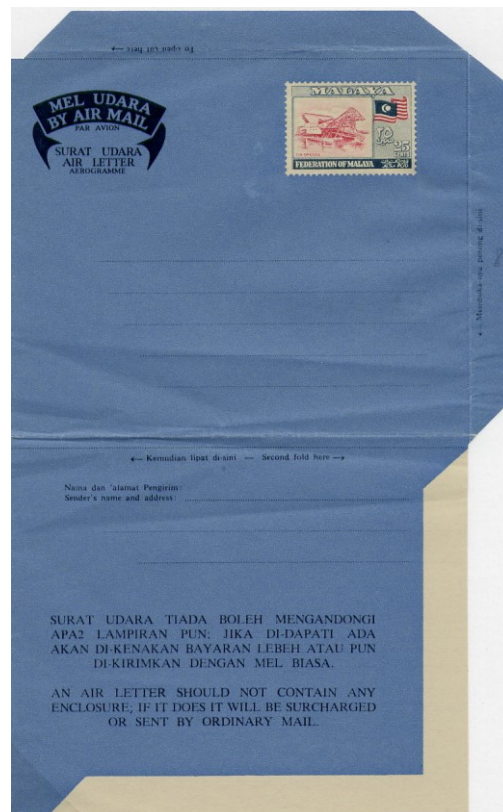 To open cut here →
MEL UDARA
BY AIR MAIL
PAR AVION
SURAT UDARA
AIR LETTER
AEROGRAMME
MALAYA
25
CENTS
FEDERATION OF MALAYA
← Kemudian lipat di-sini — Second fold here →
Nama dan 'alamat Pengirim:
Sender's name and address:
SURAT UDARA TIADA BOLEH MENGANDONGI
APA2 LAMPIRAN PUN; JIKA DI-DAPATI ADA
AKAN DI-KENAKAN BAYARAN LEBEH ATAU PUN
DI-KIRIMKAN DENGAN MEL BIASA.
AN AIR LETTER SHOULD NOT CONTAIN ANY
ENCLOSURE; IF IT DOES IT WILL BE SURCHARGED
OR SENT BY ORDINARY MAIL.